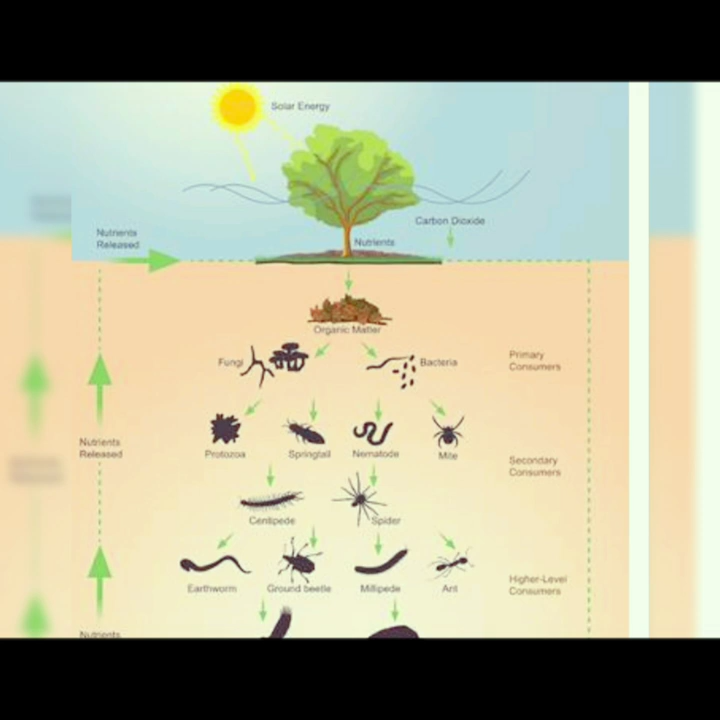 Solar Energy
Carbon Dioxide
Nutrients
Released
Nutrients
Organic Matter
Fungi
Bacteria
Primary
Consumers
Protozoa
Springtail
Nematode
Mite
Nutrients
Released
Secondary
Consumers
Centipede
Spider
Earthworm
Ground beetle
Millipede
Ant
Higher-Level
Consumers
Nutrients